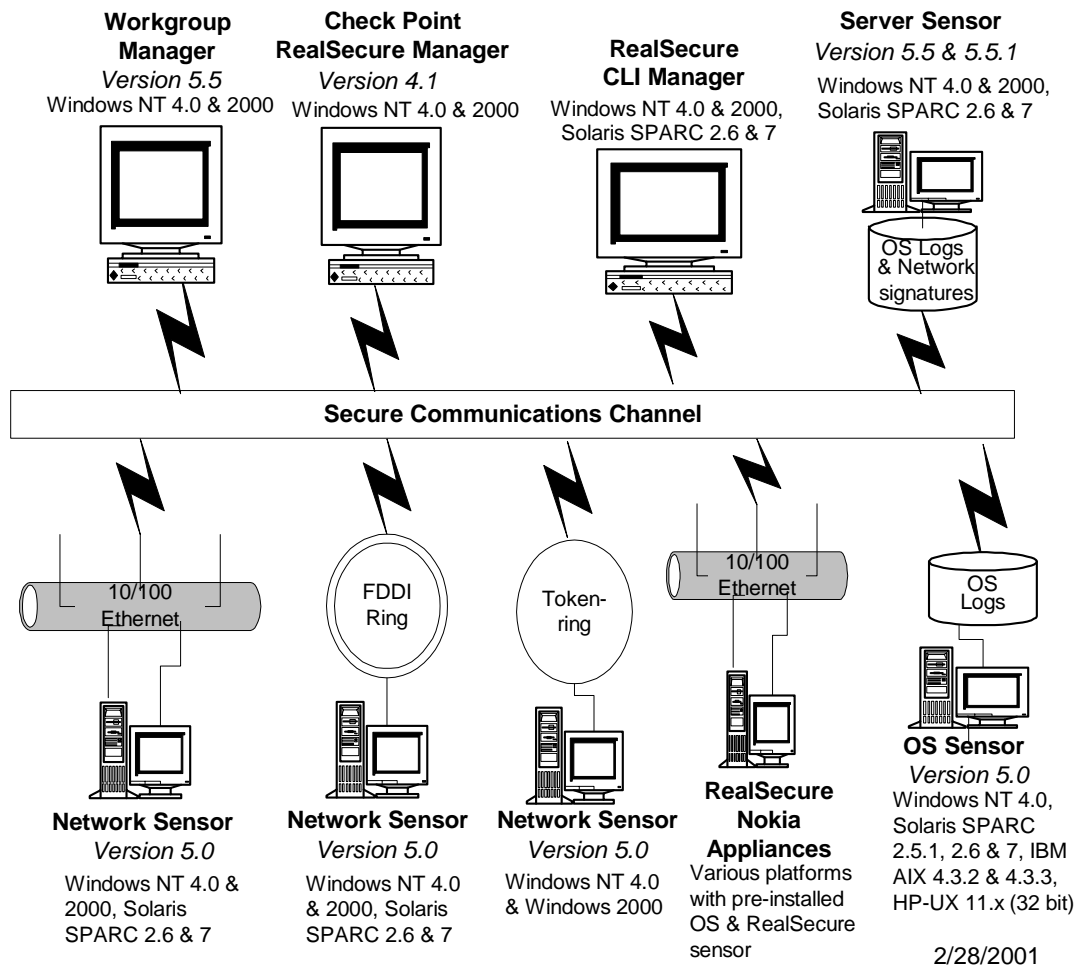 Workgroup
Manager
Version 5.5
Windows NT 4.0 & 2000
Check Point
RealSecure Manager
Version 4.1
Windows NT 4.0 & 2000
RealSecure
CLI Manager
Windows NT 4.0 & 2000,
Solaris SPARC 2.6 & 7
Server Sensor
Version 5.5 & 5.5.1
Windows NT 4.0 & 2000,
Solaris SPARC 2.6 & 7
OS Logs
& Network
signatures
Secure Communications Channel
10/100
Ethernet
FDDI
Ring
Token-
ring
10/100
Ethernet
OS
Logs
Network Sensor
Version 5.0
Windows NT 4.0 &
2000, Solaris
SPARC 2.6 & 7
Network Sensor
Version 5.0
Windows NT 4.0
& 2000, Solaris
SPARC 2.6 & 7
Network Sensor
Version 5.0
Windows NT 4.0
& Windows 2000
RealSecure
Nokia
Appliances
Various platforms
with pre-installed
OS & RealSecure
sensor
OS Sensor
Version 5.0
Windows NT 4.0,
Solaris SPARC
2.5.1, 2.6 & 7, IBM
AIX 4.3.2 & 4.3.3,
HP-UX 11.x (32 bit)
2/28/2001